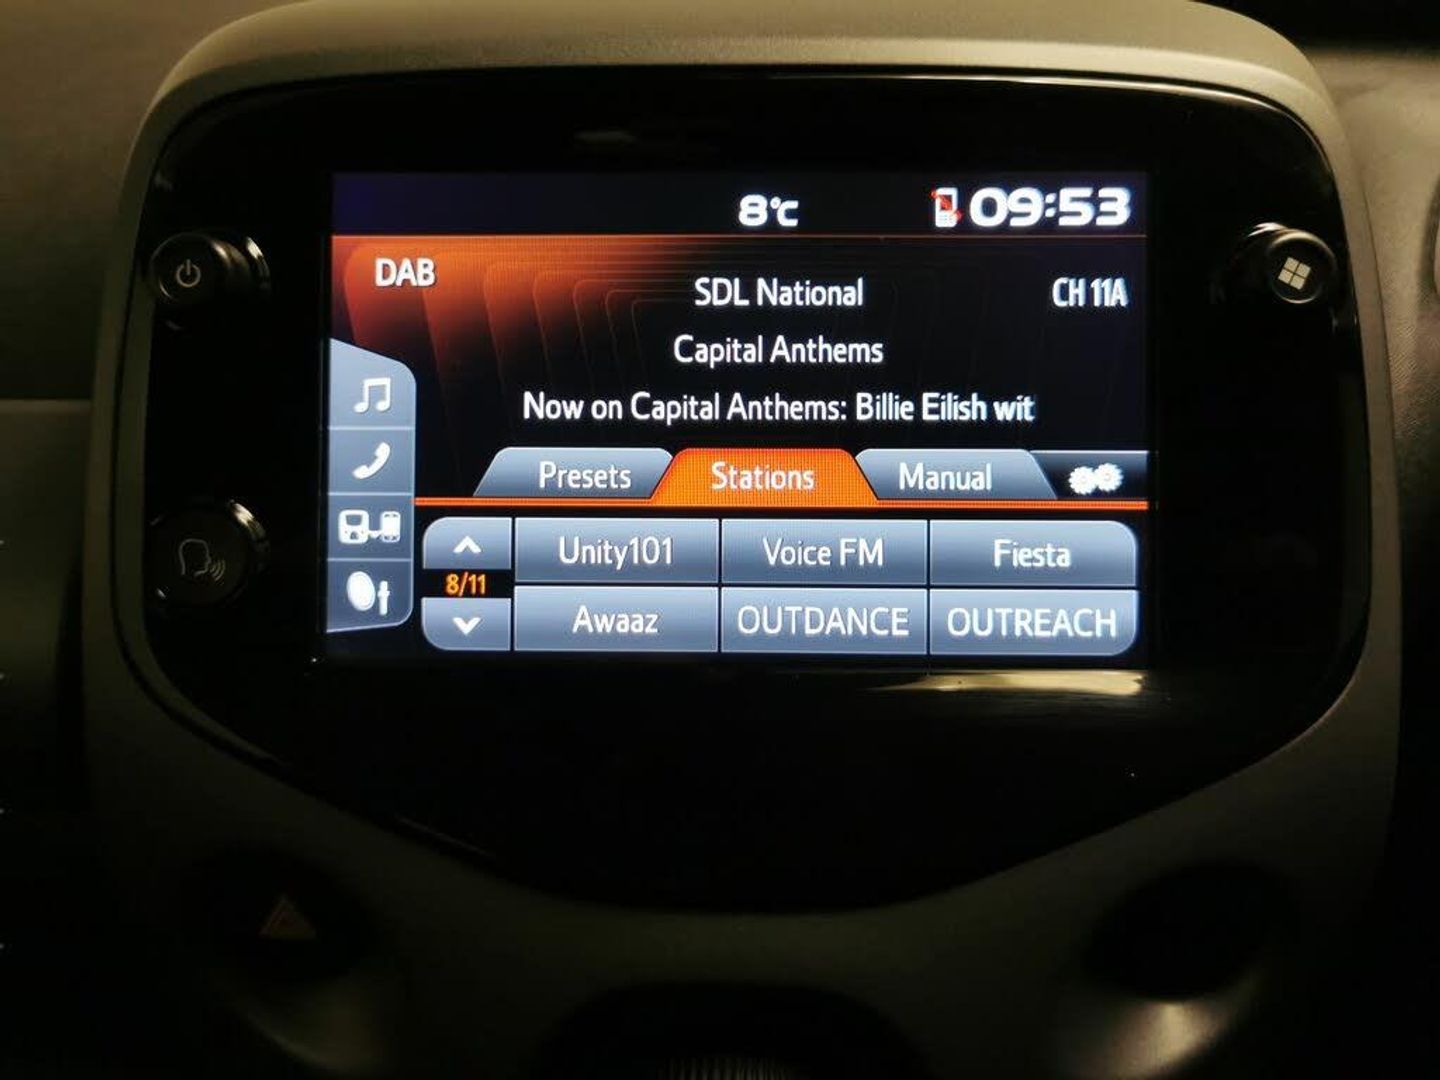 8°C
09:53
DAB
SDL National
CH 11A
Capital Anthems
Now on Capital Anthems: Billie Eilish wit
Presets
Stations
Manual
8/11
Unity101
Voice FM
Fiesta
Awaaz
OUTDANCE
OUTREACH